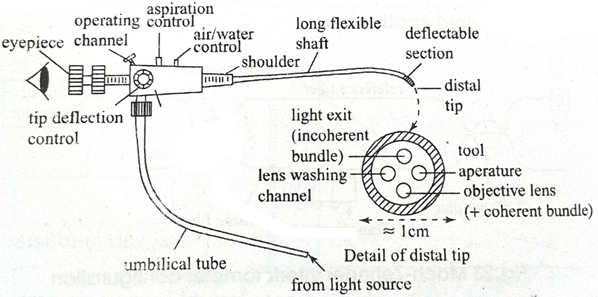 aspiration
operating control
channel
air/water
control
eyepiece
shoulder
long flexible
shaft
deflectable
section
distal
tip
tip deflection
control
light exit
(incoherent
bundle)
lens washing
channel
tool
aperature
objective lens
(+ coherent bundle)
≈ 1cm
Detail of distal tip
umbilical tube
from light source